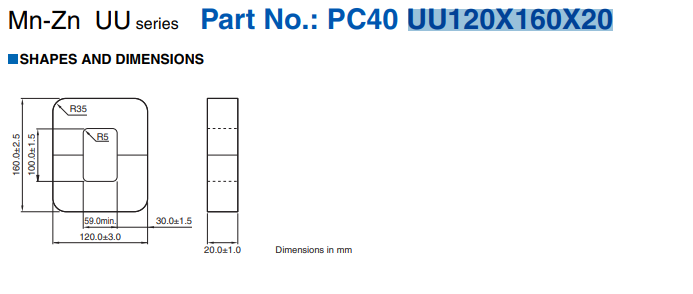 Mn-Zn UU series Part No.: PC40 UU120X160X20
SHAPES AND DIMENSIONS
R35
R5
160.0±2.5
100.0±1.5
59.0min.
30.0±1.5
120.0±3.0
20.0±1.0
Dimensions in mm